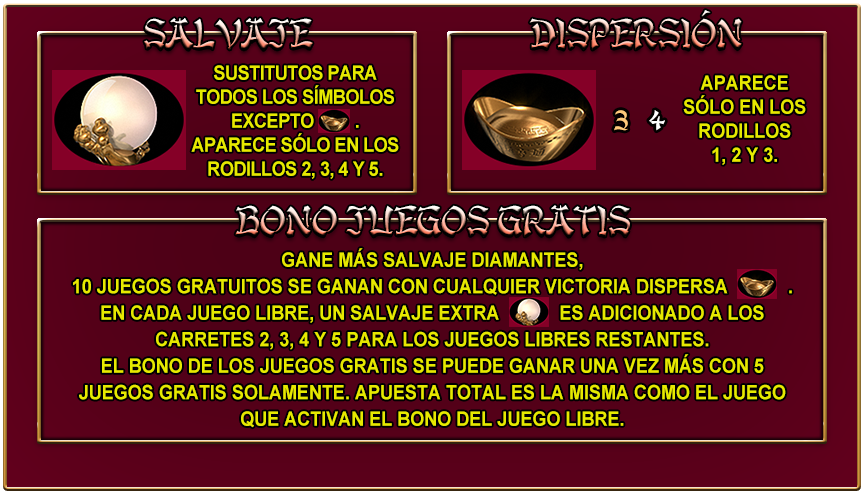 SALVAJE
SUSTITUTOS PARA
TODOS LOS SÍMBOLOS
EXCEPTO .
APARECE SÓLO EN LOS
RODILLOS 2, 3, 4 Y 5.
DISPERSIÓN
3 4
APARECE
SÓLO EN LOS
RODILLOS
1, 2 Y 3.
BONO JUEGOS GRATIS
GANE MÁS SALVAJE DIAMANTES,
10 JUEGOS GRATUITOS SE GANAN CON CUALQUIER VICTORIA DISPERSA .
EN CADA JUEGO LIBRE, UN SALVAJE EXTRA ES ADICIONADO A LOS
CARRETES 2, 3, 4 Y 5 PARA LOS JUEGOS LIBRES RESTANTES.
EL BONO DE LOS JUEGOS GRATIS SE PUEDE GANAR UNA VEZ MÁS CON 5
JUEGOS GRATIS SOLAMENTE. APUESTA TOTAL ES LA MISMA COMO EL JUEGO
QUE ACTIVAN EL BONO DEL JUEGO LIBRE.